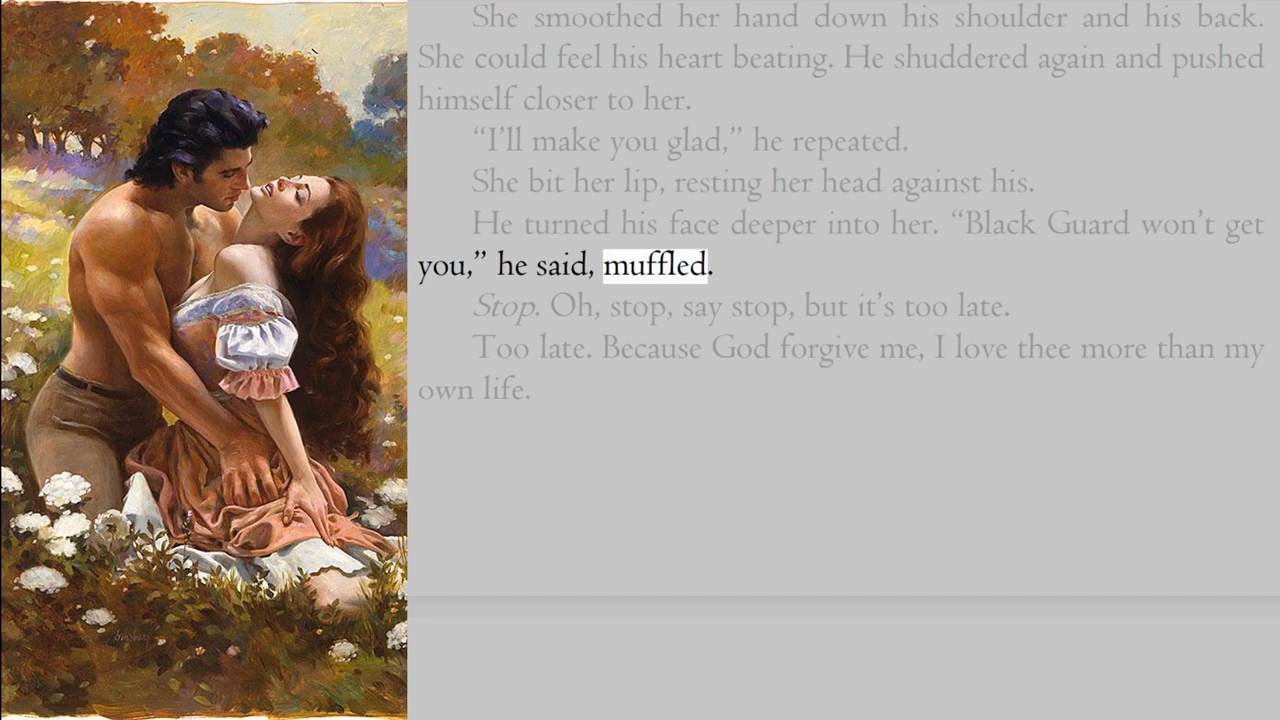 She smoothed her hand down his shoulder and his back.
She could feel his heart beating. He shuddered again and pushed
himself closer to her.
“I’ll make you glad,” he repeated.
She bit her lip, resting her head against his.
He turned his face deeper into her. “Black Guard won’t get
you,” he said, muffled.
Stop. Oh, stop, say stop, but it’s too late.
Too late. Because God forgive me, I love thee more than my
own life.